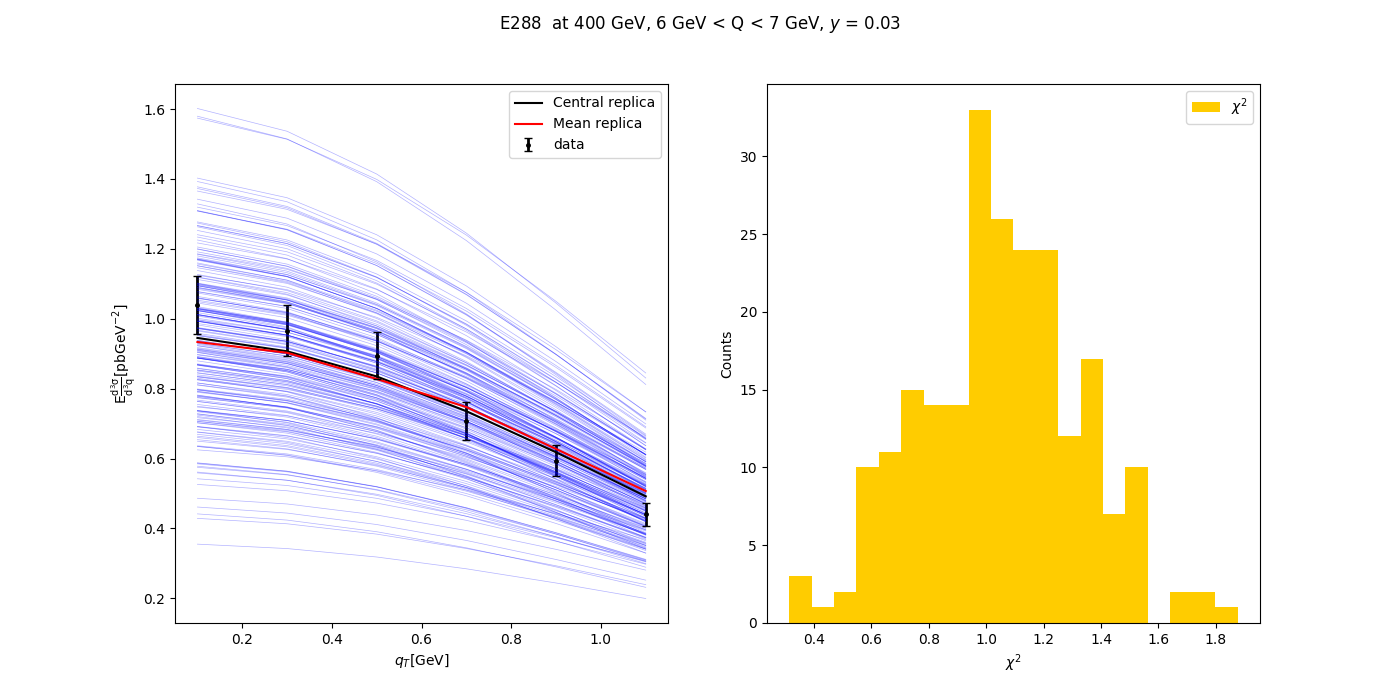 E288 at 400 GeV, 6 GeV < Q < 7 GeV, y = 0.03
Central replica
Mean replica
data
1.6
1.4
1.2
1.0
0.8
0.6
0.4
0.2
E d³σ/d³q [pbGeV⁻²]
0.2 0.4 0.6 0.8 1.0
q_T[GeV]
χ²
30
25
20
15
10
5
0
Counts
0.4 0.6 0.8 1.0 1.2 1.4 1.6 1.8
χ²